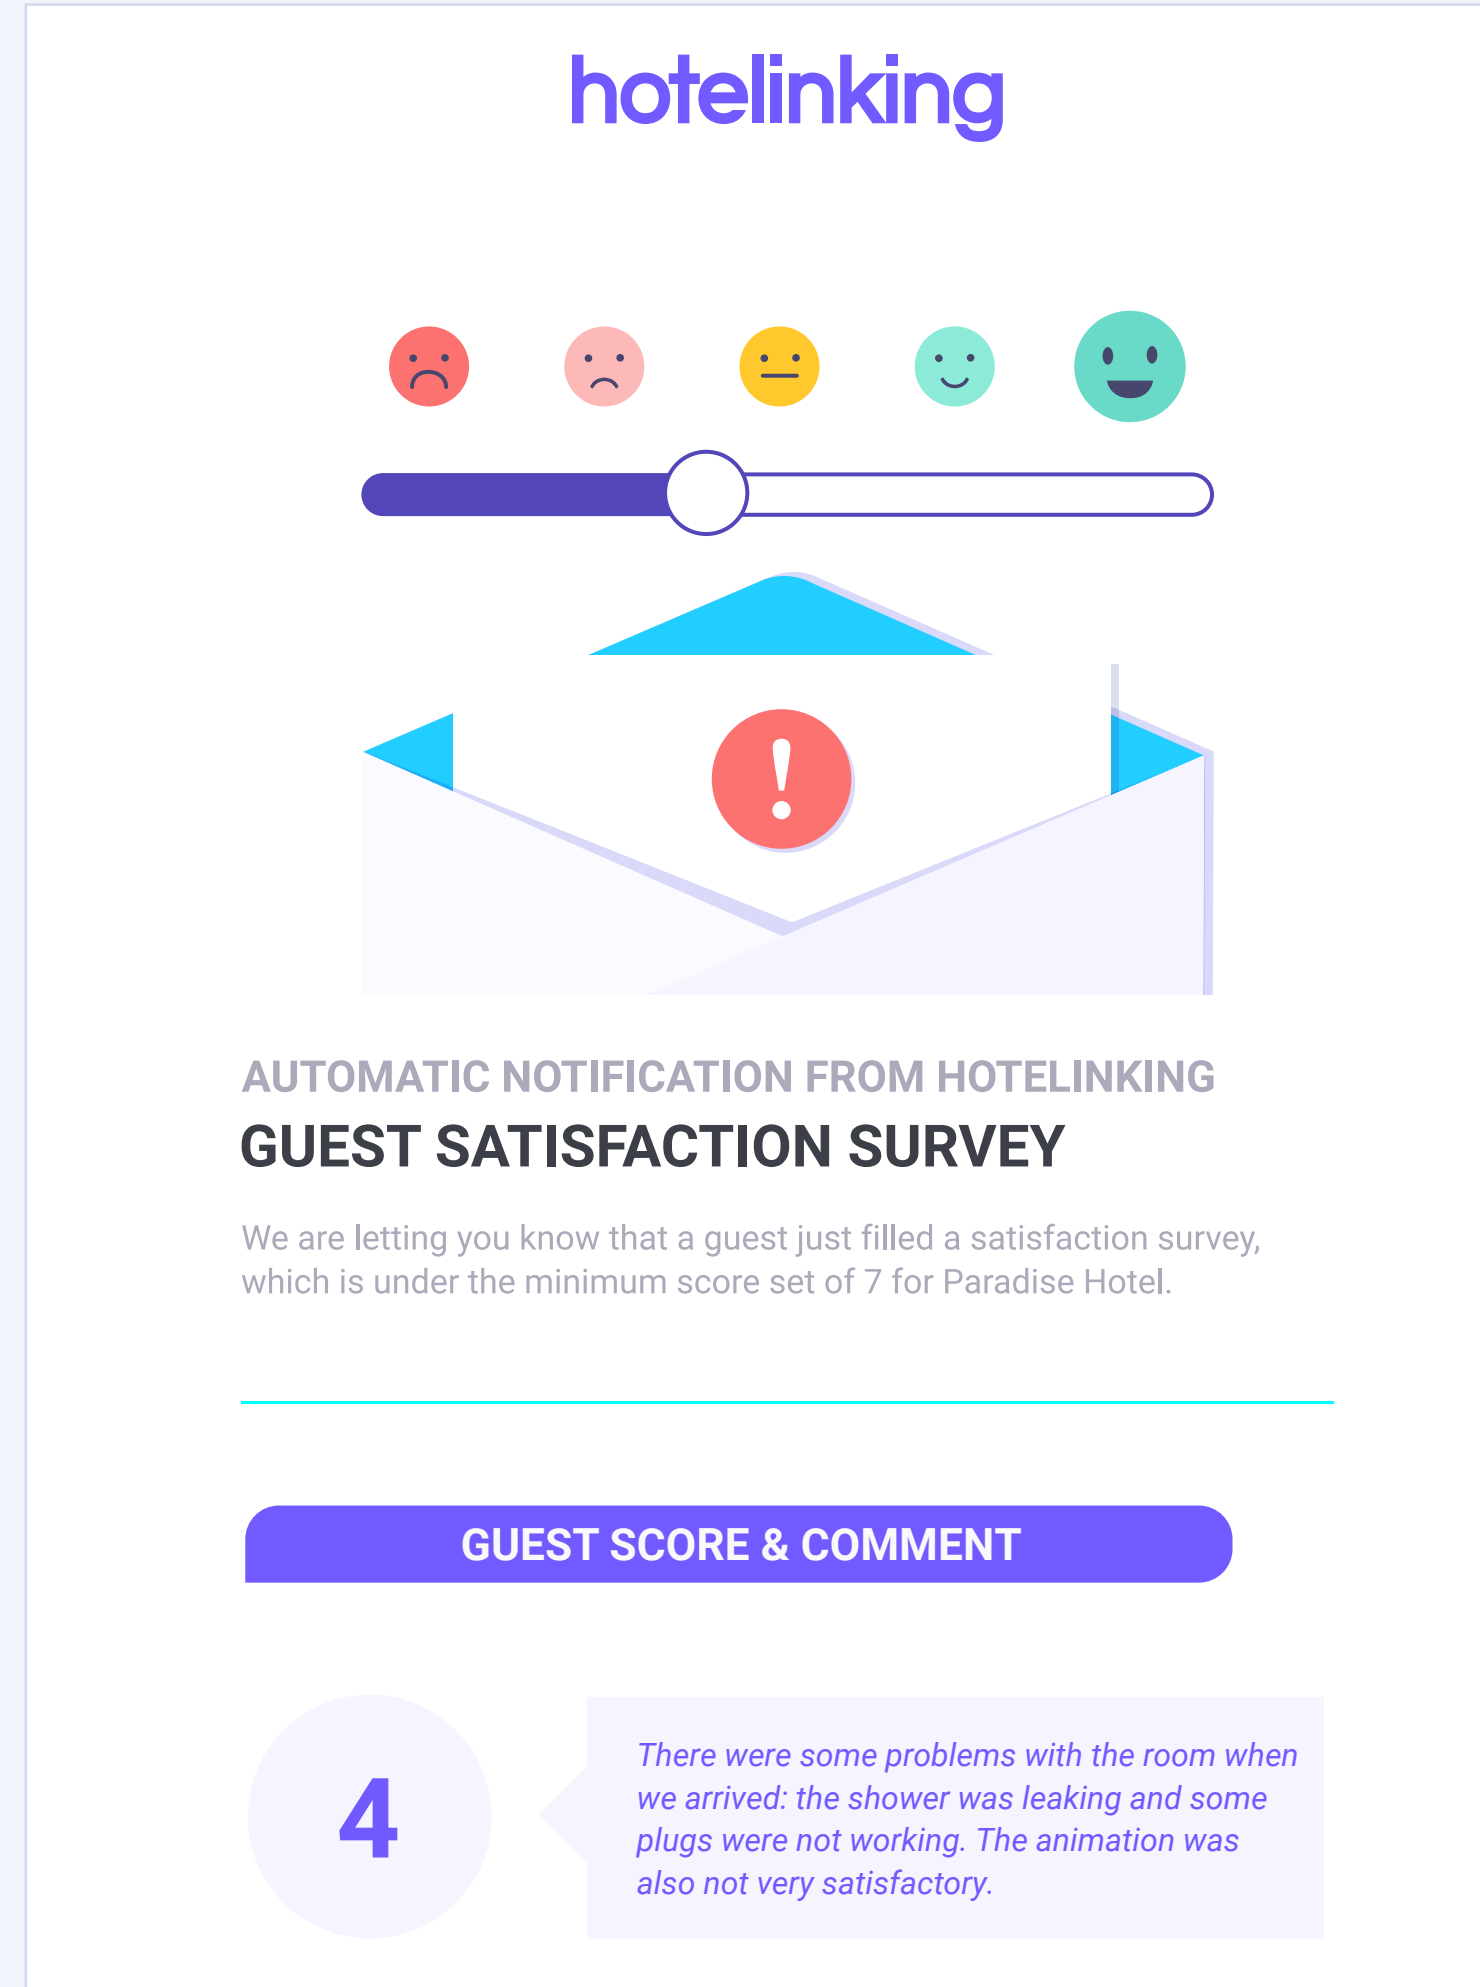 hotelinking
!
AUTOMATIC NOTIFICATION FROM HOTELINKING
GUEST SATISFACTION SURVEY
We are letting you know that a guest just filled a satisfaction survey,
which is under the minimum score set of 7 for Paradise Hotel.
GUEST SCORE & COMMENT
4
There were some problems with the room when
we arrived: the shower was leaking and some
plugs were not working. The animation was
also not very satisfactory.